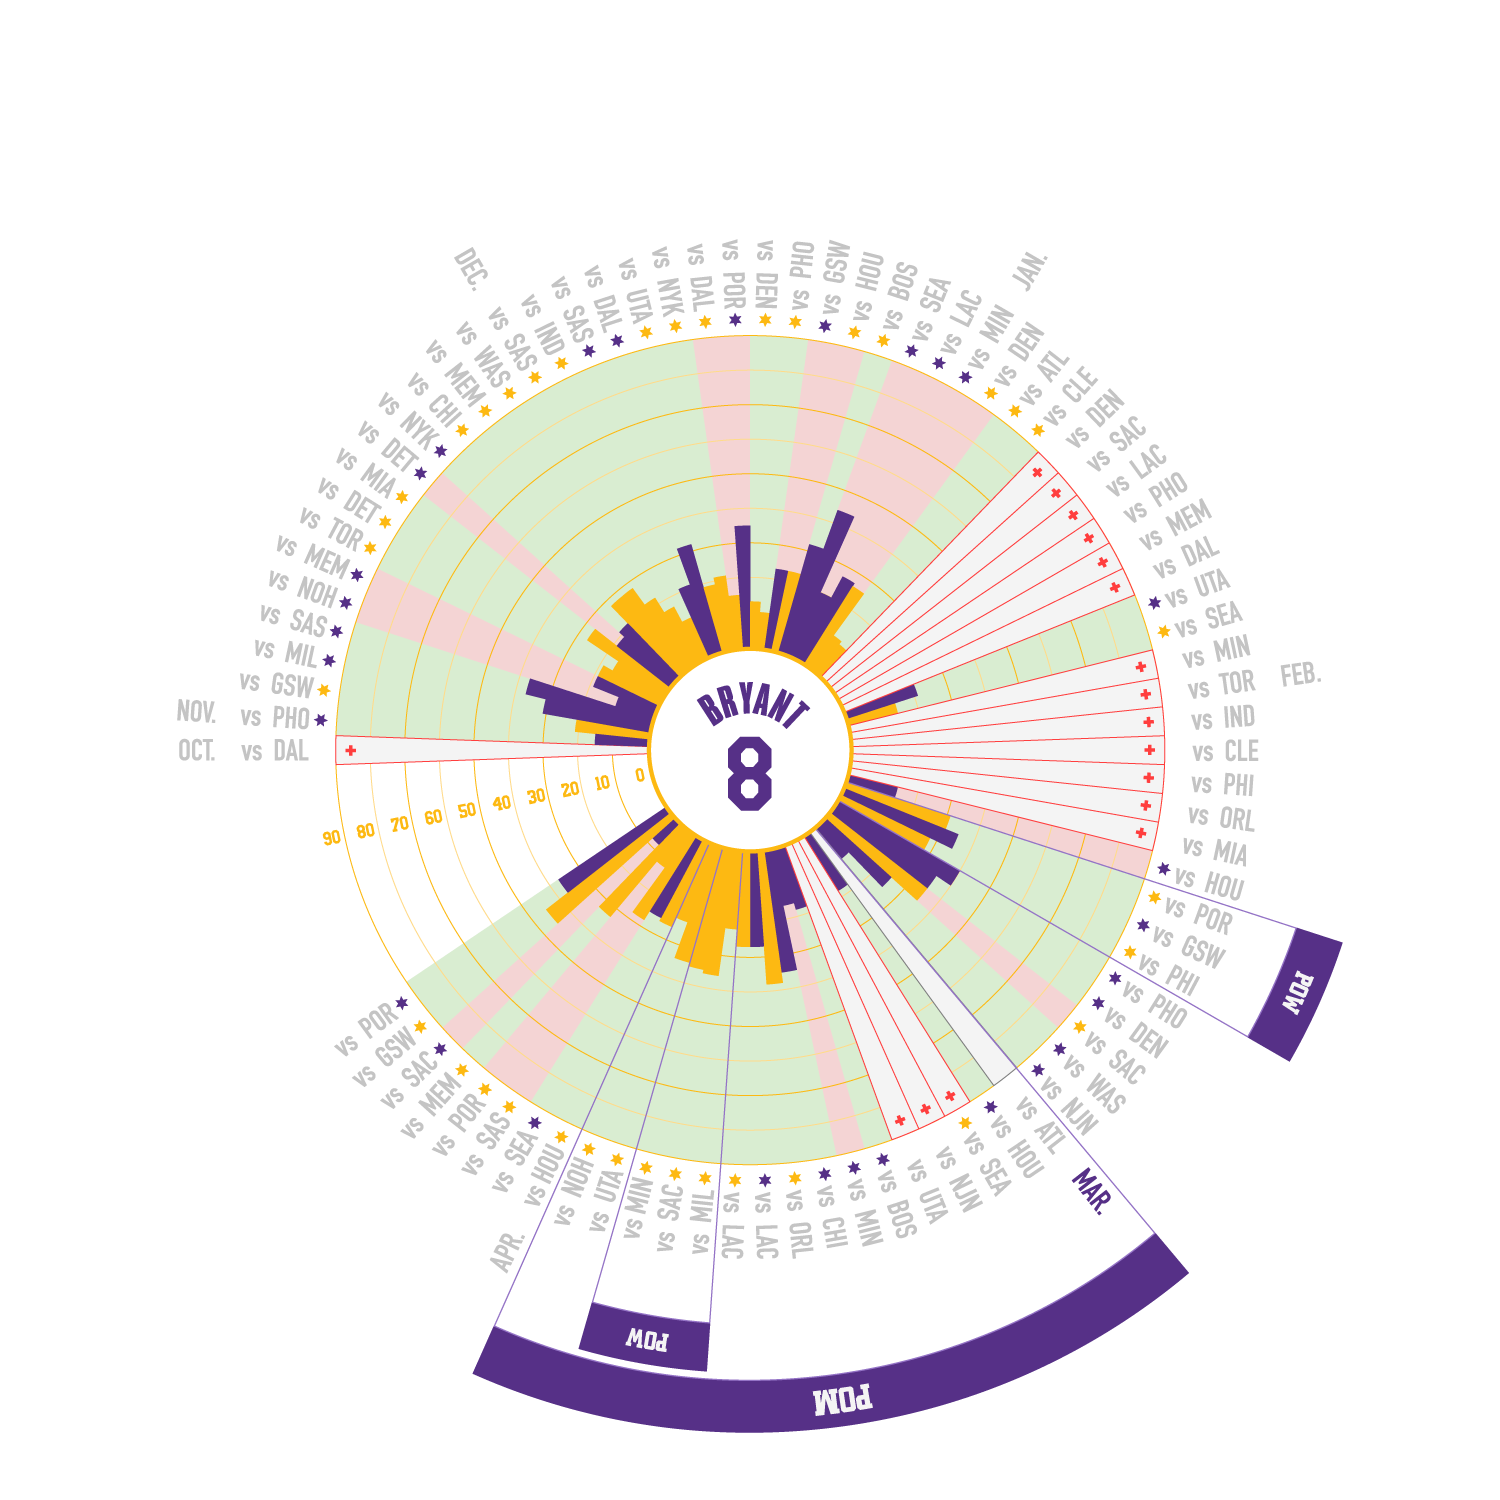 BRYANT
8
0
10
20
30
40
50
60
70
80
90
OCT.
vs DAL
NOV.
vs PHO
vs GSW
vs MIL
vs SAS
vs NOH
vs MEM
vs TOR
vs DET
vs MIA
vs DET
vs NYK
vs CHI
vs MEM
vs WAS
vs SAS
DEC.
vs IND
vs SAS
vs DAL
vs UTA
vs NYK
vs DAL
vs POR
vs DEN
vs PHO
vs GSW
vs HOU
vs BOS
vs SEA
vs LAC
vs MIN
JAN.
vs DEN
vs ATL
vs CLE
vs DEN
vs SAC
vs LAC
vs PHO
vs MEM
vs DAL
vs UTA
vs SEA
vs MIN
vs TOR
FEB.
vs IND
vs CLE
vs PHI
vs ORL
vs MIA
vs HOU
vs POR
vs GSW
vs PHI
POW
vs PHO
vs DEN
vs SAC
vs WAS
vs NJN
vs ATL
MAR.
vs HOU
vs SEA
vs NJN
vs UTA
vs BOS
vs MIN
vs CHI
vs ORL
vs LAC
vs LAC
vs MIL
vs SAC
vs MIN
POW
POM
vs UTA
vs NOH
APR.
vs HOU
vs SEA
vs SAS
vs POR
vs MEM
vs SAC
vs GSW
vs POR